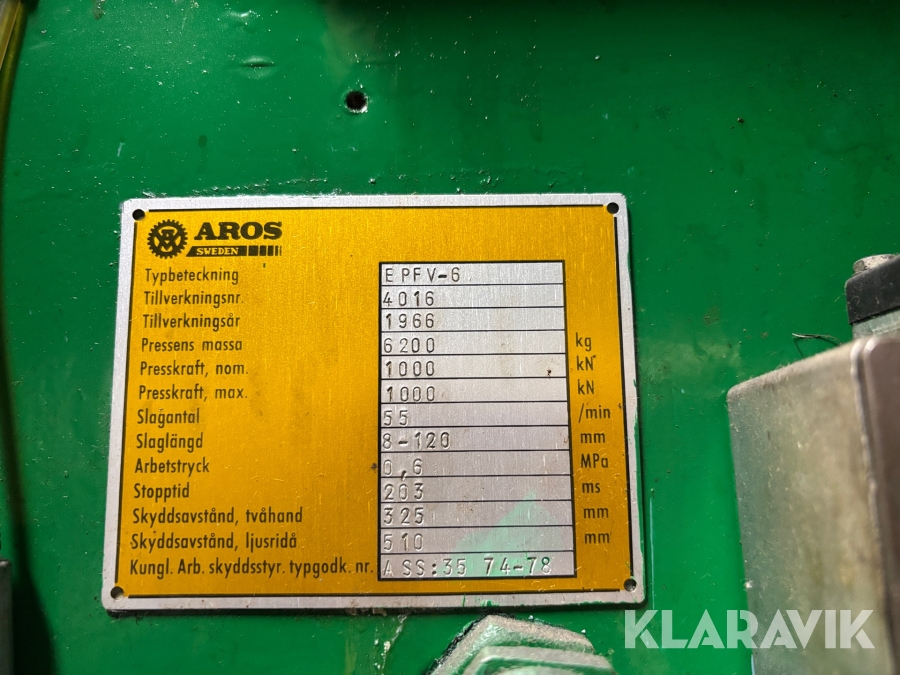 AROS
SWEDEN
Typbeteckning EPFV-6
Tillverkningsnr. 4016
Tillverkningsår 1966
Pressens massa 6200 kg
Presskraft, nom. 1000 kN
Presskraft, max. 1000 kN
Slagantal 55 /min
Slaglängd 8-120 mm
Arbetstryck 0,6 MPa
Stopptid 203 ms
Skyddsavstånd, tvåhand 325 mm
Skyddsavstånd, ljusridå 510 mm
Kungl. Arb. skyddsstyr. typgodk. nr. ASS:35 74-78
KLARAVIK